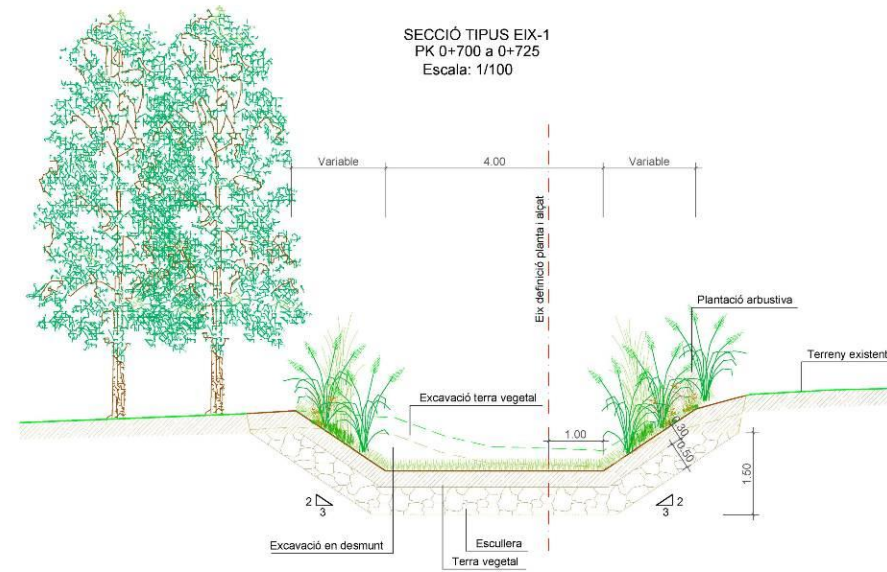 SECCIÓ TIPUS EIX-1
PK 0+700 a 0+725
Escala: 1/100
Variable
4.00
Variable
Eix definició planta i alçat
Plantació arbustiva
Terreny existent
Excavació terra vegetal
1.00
0.30
0.50
1.50
2
3
2
3
Excavació en desmunt
Escullera
Terra vegetal